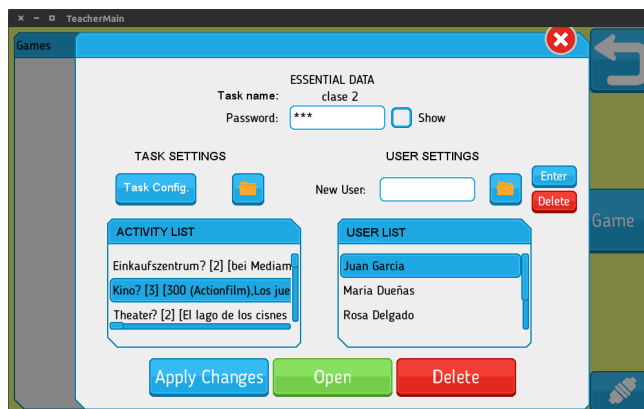 TeacherMain
Games
ESSENTIAL DATA
Task name: clase 2
Password: *** Show
TASK SETTINGS
USER SETTINGS
Task Config.
New User:
Enter
Delete
Game
ACTIVITY LIST
Einkaufszentrum? [2] [bei Mediam
Kino? [3] [300 (Actionfilm),Los jue
Theater? [2] [El lago de los cisnes
USER LIST
Juan Garcia
Maria Dueñas
Rosa Delgado
Apply Changes
Open
Delete